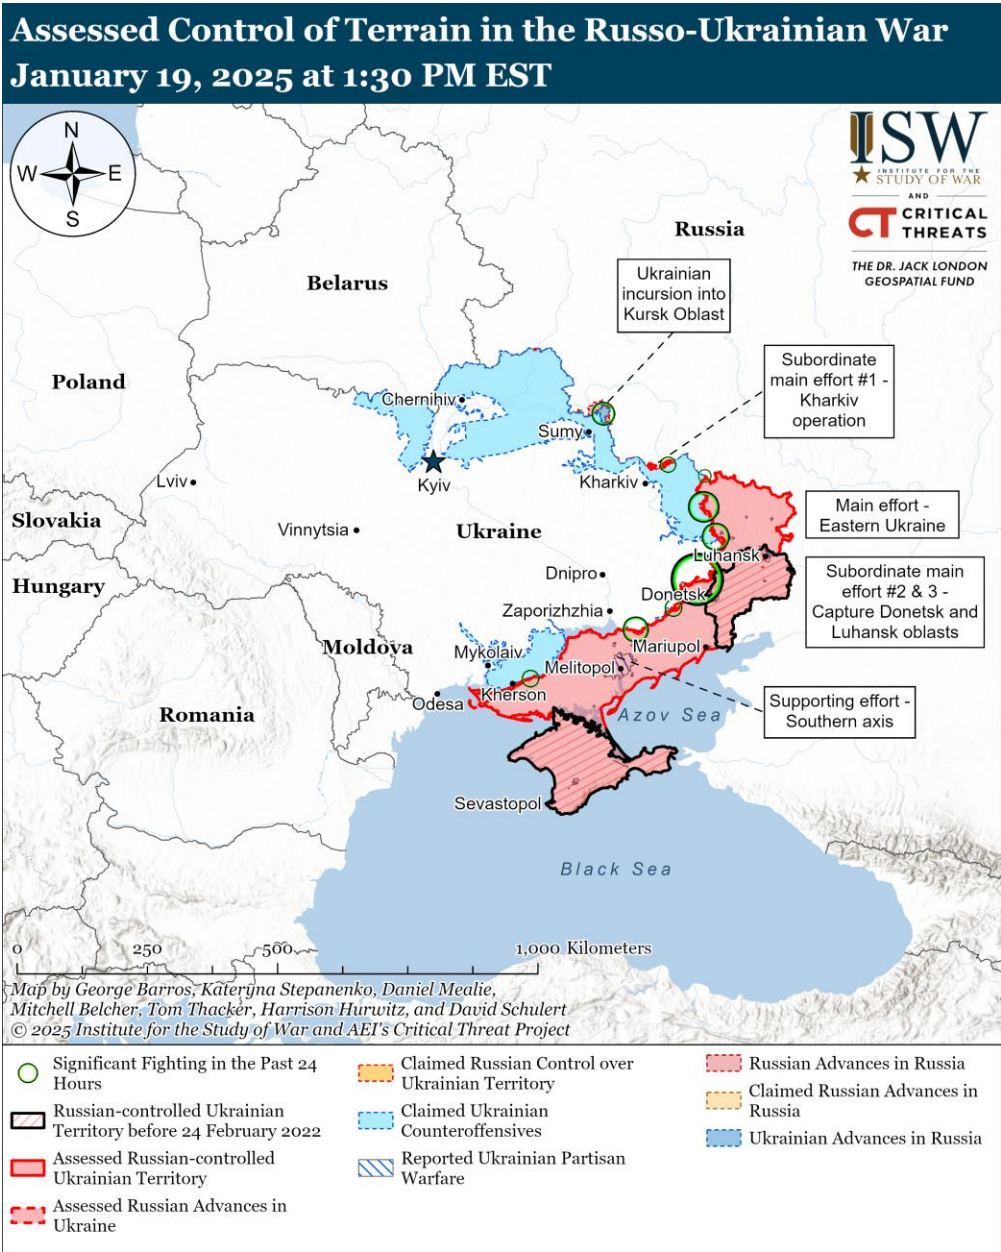 Assessed Control of Terrain in the Russo-Ukrainian War
January 19, 2025 at 1:30 PM EST
N
W
E
S
ISW
INSTITUTE FOR THE
STUDY OF WAR
AND
CT CRITICAL
THREATS
THE DR. JACK LONDON
GEOSPATIAL FUND
Russia
Belarus
Ukrainian
incursion into
Kursk Oblast
Poland
Chernihiv
Subordinate
main effort #1 -
Kharkiv
operation
Sumy
Lviv
Kyiv
Kharkiv
Slovakia
Vinnytsia
Ukraine
Main effort -
Eastern Ukraine
Hungary
Luhansk
Dnipro
Donetsk
Subordinate main
effort #2 & 3 -
Capture Donetsk and
Luhansk oblasts
Zaporizhzhia
Moldova
Mykolaiv
Mariupol
Melitopol
Kherson
Odesa
Romania
Azov Sea
Supporting effort -
Southern axis
Sevastopol
Black Sea
0
250
500
1,000 Kilometers
Map by George Barros, Kateryna Stepanenko, Daniel Mealie,
Mitchell Belcher, Tom Thacker, Harrison Hurwitz, and David Schulert
© 2025 Institute for the Study of War and AEI's Critical Threat Project
Significant Fighting in the Past 24
Hours
Russian-controlled Ukrainian
Territory before 24 February 2022
Assessed Russian-controlled
Ukrainian Territory
Assessed Russian Advances in
Ukraine
Claimed Russian Control over
Ukrainian Territory
Claimed Ukrainian
Counteroffensives
Reported Ukrainian Partisan
Warfare
Russian Advances in Russia
Claimed Russian Advances in
Russia
Ukrainian Advances in Russia